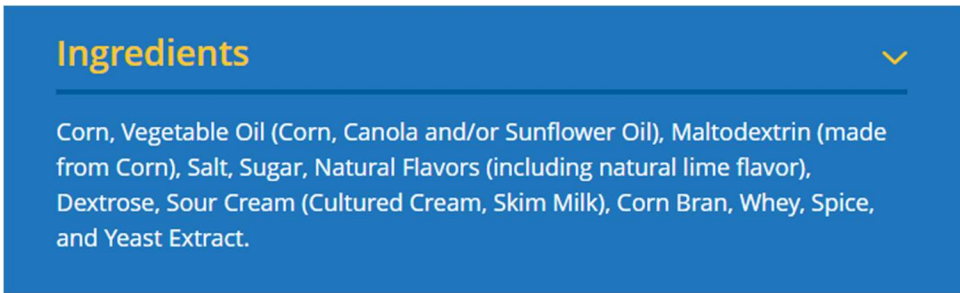 Ingredients
Corn, Vegetable Oil (Corn, Canola and/or Sunflower Oil), Maltodextrin (made
from Corn), Salt, Sugar, Natural Flavors (including natural lime flavor),
Dextrose, Sour Cream (Cultured Cream, Skim Milk), Corn Bran, Whey, Spice,
and Yeast Extract.